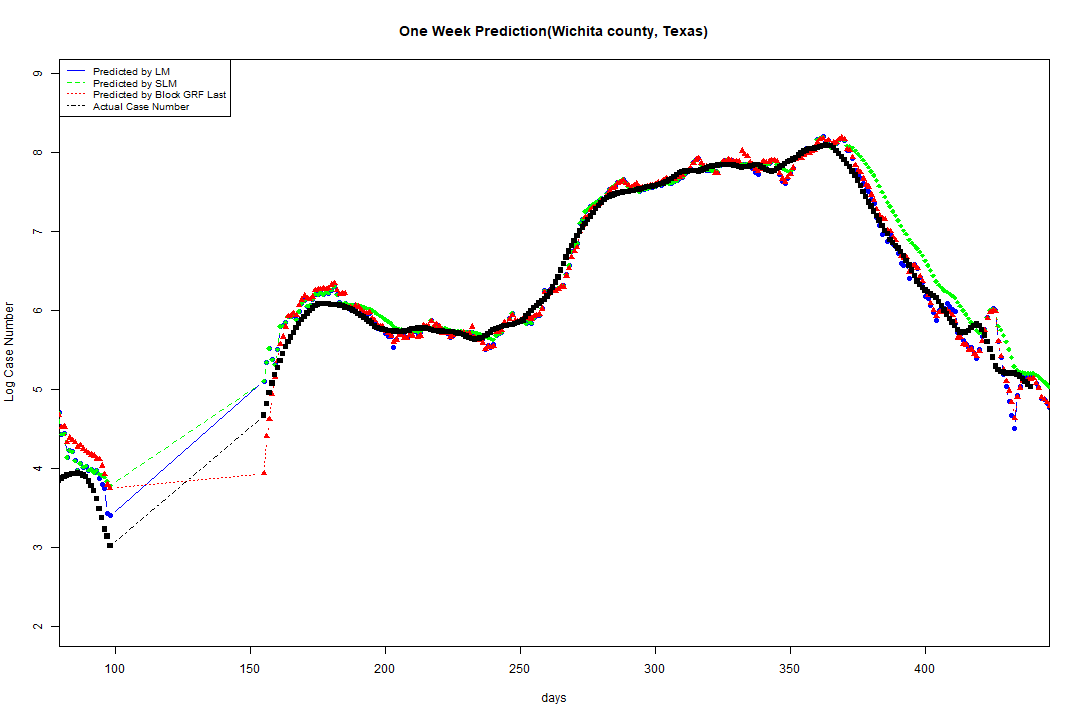 One Week Prediction(Wichita county, Texas)
Predicted by LM
Predicted by SLM
Predicted by Block GRF Last
Actual Case Number
9
8
7
6
5
4
3
2
Log Case Number
100 150 200 250 300 350 400
days